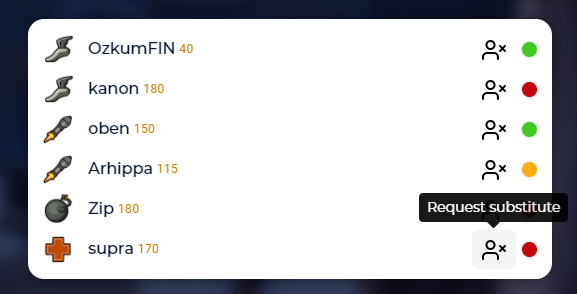 OzkumFIN 40
kanon 180
oben 150
Arhippa 115
Zip 180
Request substitute
supra 170